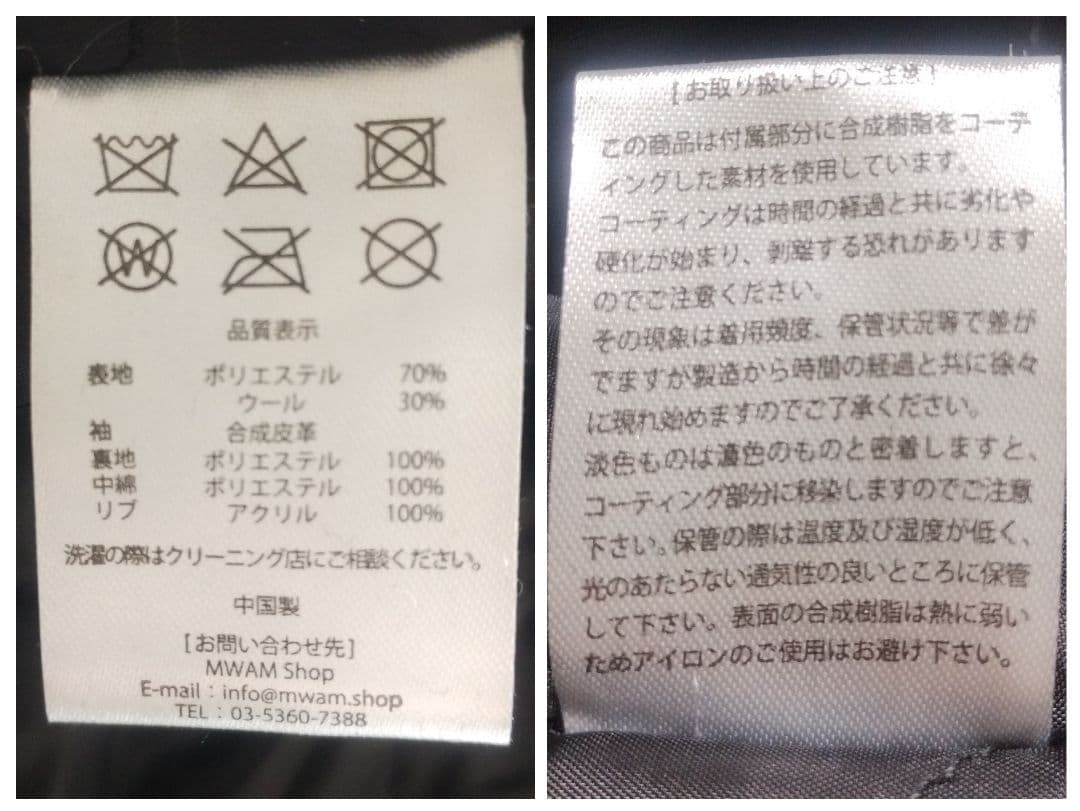 W
品質表示
表地 ポリエステル 70%
ウール 30%
袖 合成皮革
裏地 ポリエステル 100%
中綿 ポリエステル 100%
リブ アクリル 100%
洗濯の際はクリーニング店にご相談ください。
中国製
[お問い合わせ先]
MWAM Shop
E-mail：info@mwam.shop
TEL：03-5360-7388
[お取り扱い上のご注意]
この商品は付属部分に合成樹脂をコーテ
ィングした素材を使用しています。
コーティングは時間の経過と共に劣化や
硬化が始まり、剥離する恐れがあります
のでご注意ください。
その現象は着用頻度、保管状況等で差が
でますが製造から時間の経過と共に徐々
に現れ始めますのでご了承ください。
淡色ものは濃色のものと密着しますと、
コーティング部分に移染しますのでご注意
下さい。保管の際は温度及び湿度が低く、
光のあたらない通気性の良いところに保管
して下さい。表面の合成樹脂は熱に弱い
ためアイロンのご使用はお避け下さい。